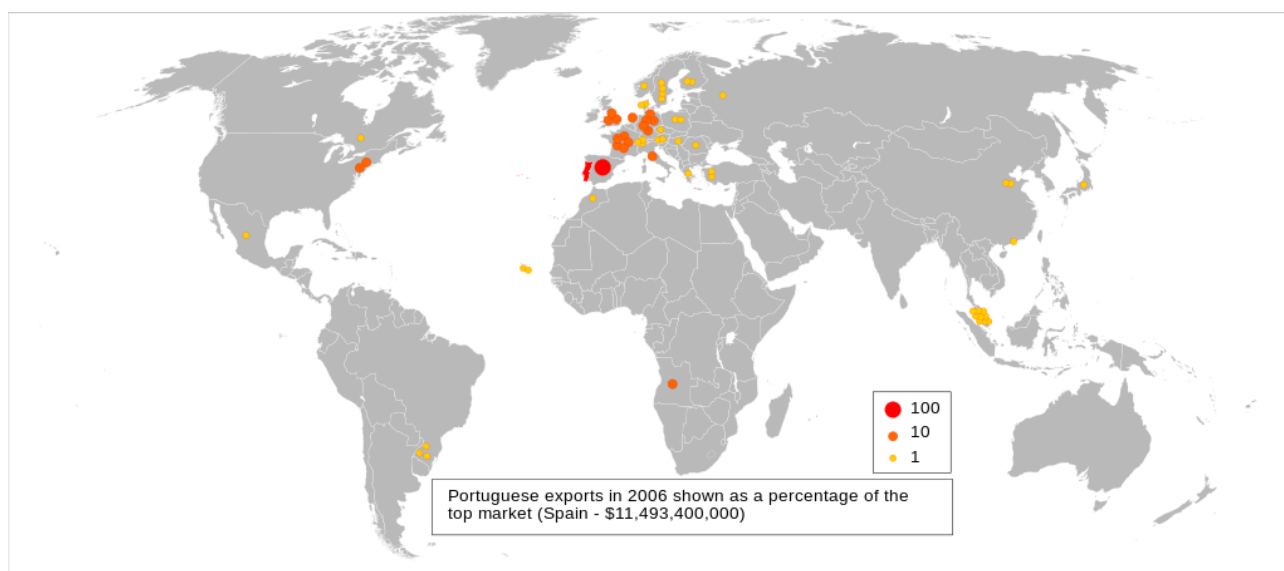 100
10
1
Portuguese exports in 2006 shown as a percentage of the
top market (Spain - $11,493,400,000)